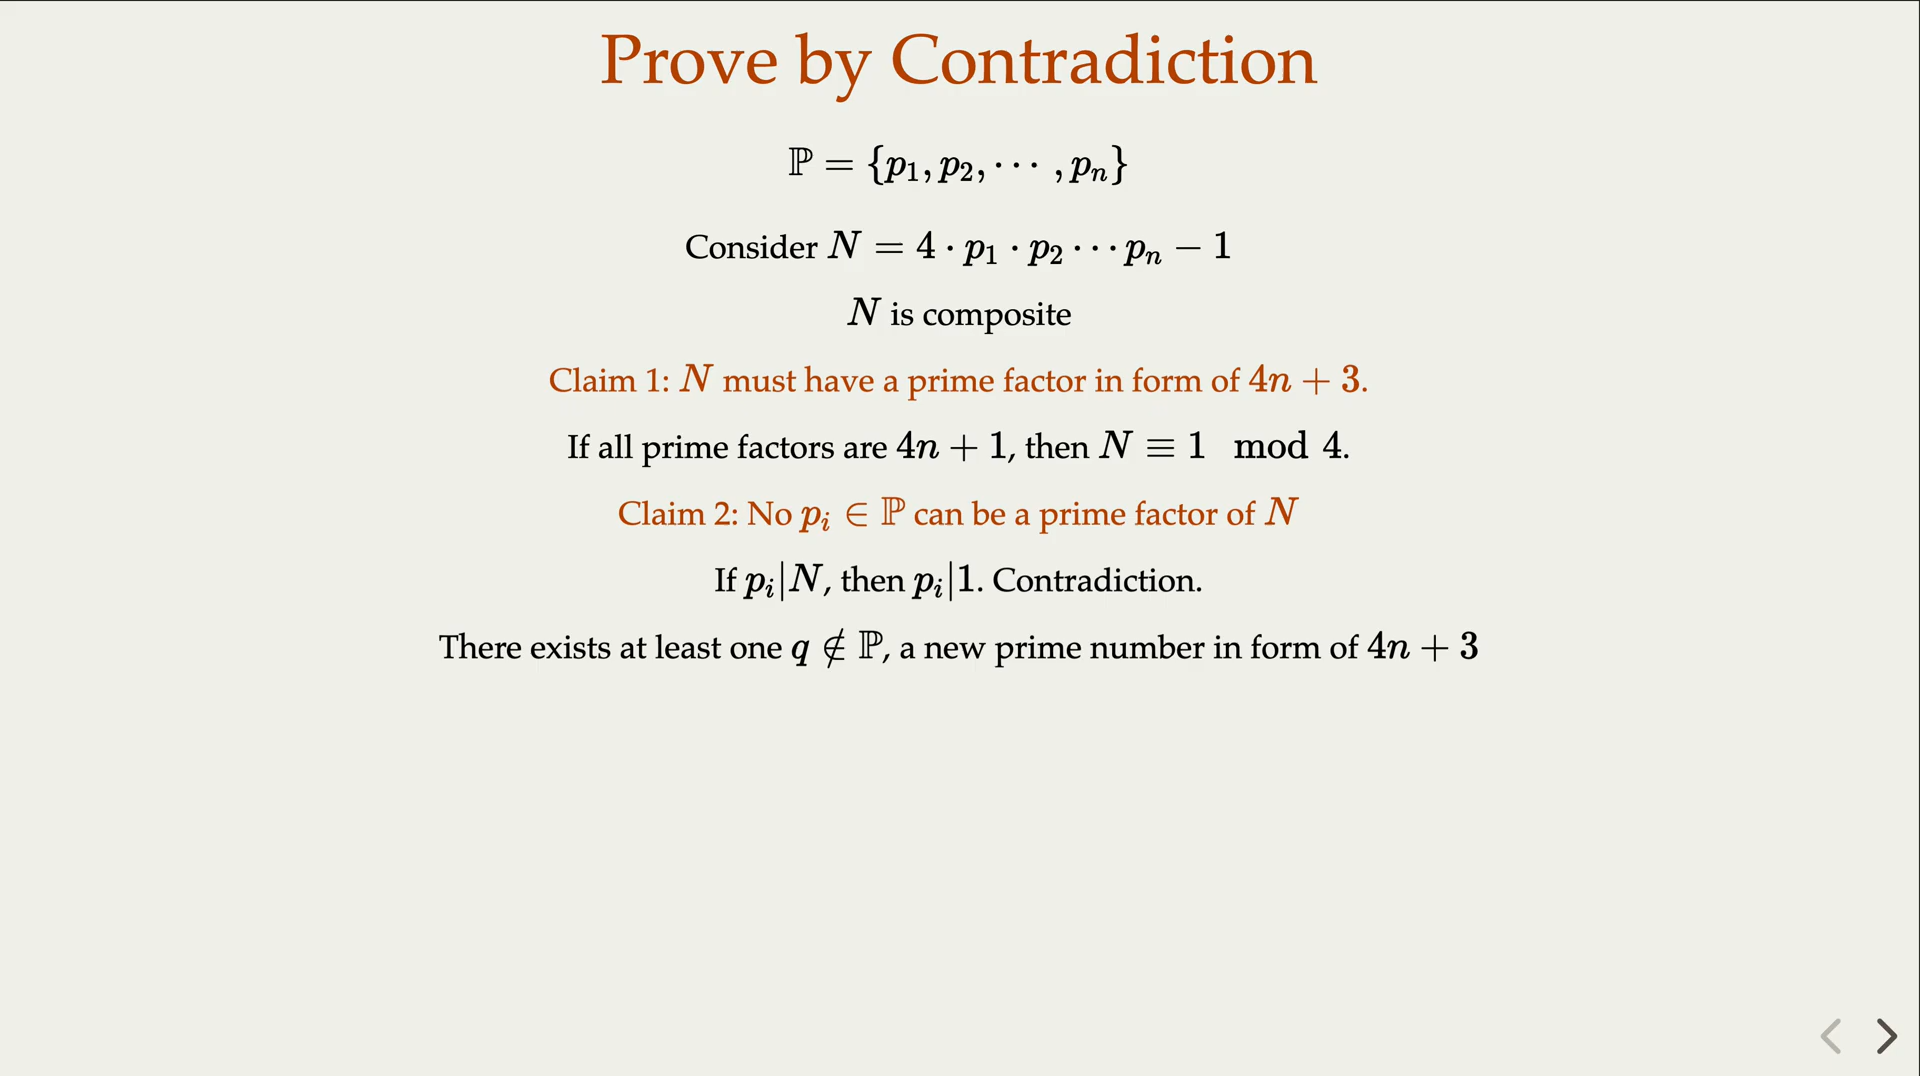 Prove by Contradiction
ℙ = {p₁, p₂, ⋯ , pₙ}
Consider N = 4 · p₁ · p₂ ⋯ pₙ − 1
N is composite
Claim 1: N must have a prime factor in form of 4n + 3.
If all prime factors are 4n + 1, then N ≡ 1 mod 4.
Claim 2: No pᵢ ∈ ℙ can be a prime factor of N
If pᵢ|N, then pᵢ|1. Contradiction.
There exists at least one q ∉ ℙ, a new prime number in form of 4n + 3